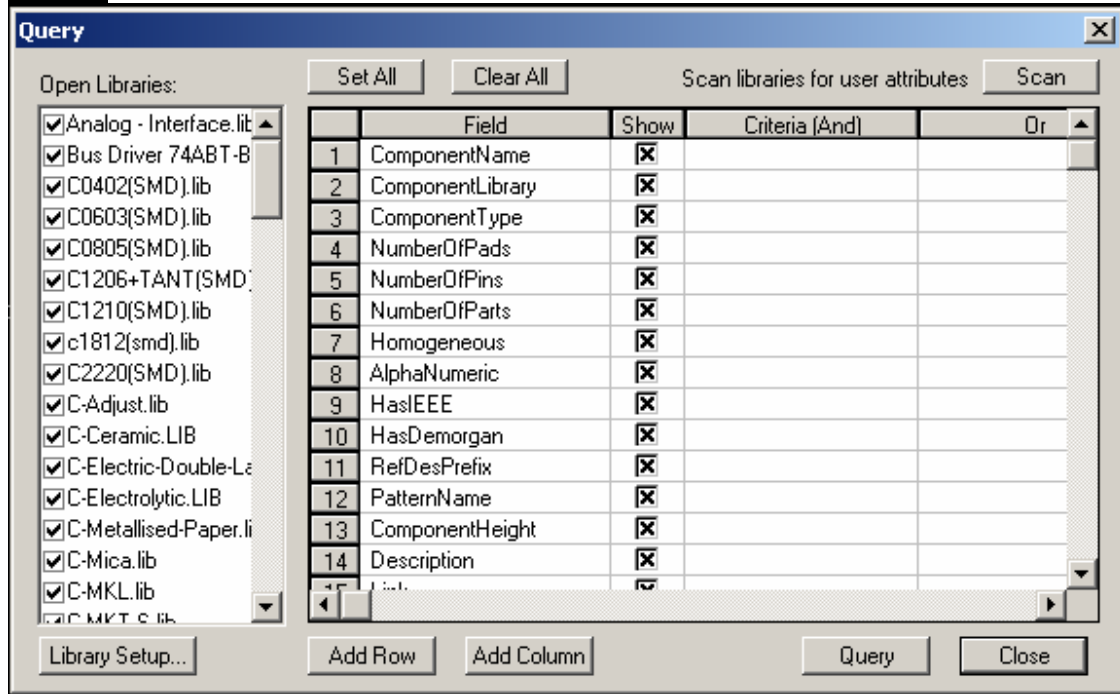 Query
Open Libraries:
Set All
Clear All
Scan libraries for user attributes
Scan
Analog - Interface.lib
Bus Driver 74ABT-B
C0402(SMD).lib
C0603(SMD).lib
C0805(SMD).lib
C1206+TANT(SMD)
C1210(SMD).lib
c1812(smd).lib
C2220(SMD).lib
C-Adjust.lib
C-Ceramic.LIB
C-Electric-Double-La
C-Electrolytic.LIB
C-Metallised-Paper.li
C-Mica.lib
C-MKL.lib
C-MKT-S.lib
Field Show Criteria (And) Or
1 ComponentName
2 ComponentLibrary
3 ComponentType
4 NumberOfPads
5 NumberOfPins
6 NumberOfParts
7 Homogeneous
8 AlphaNumeric
9 HasIEEE
10 HasDemorgan
11 RefDesPrefix
12 PatternName
13 ComponentHeight
14 Description
15 Link
Library Setup...
Add Row
Add Column
Query
Close